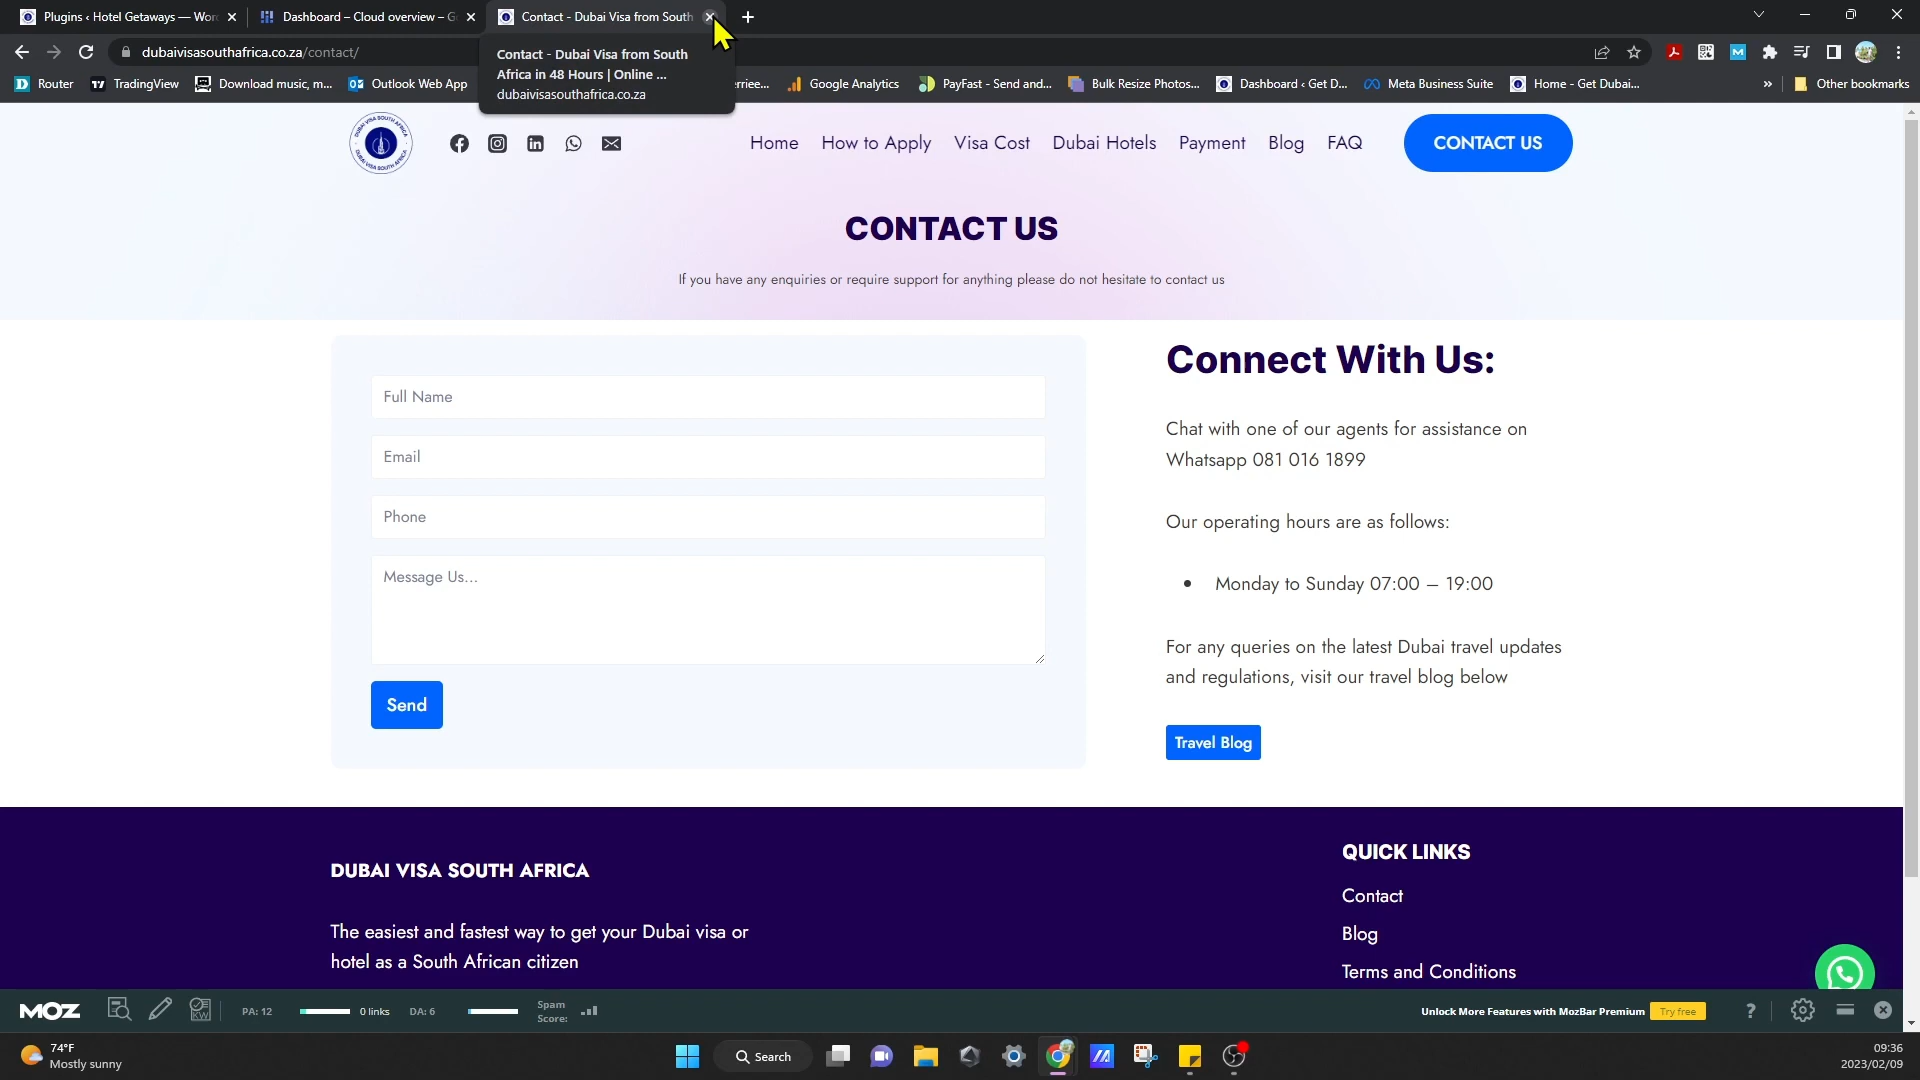 Plugins ‹ Hotel Getaways — Wor
Dashboard – Cloud overview – G
Contact - Dubai Visa from South
dubaivisasouthafrica.co.za/contact/
Contact - Dubai Visa from South
Africa in 48 Hours | Online ...
dubaivisasouthafrica.co.za
Router
TradingView
Download music, m...
Outlook Web App
erriee...
Google Analytics
PayFast - Send and...
Bulk Resize Photos...
Dashboard ‹ Get D...
Meta Business Suite
Home - Get Dubai...
»
Other bookmarks
Home
How to Apply
Visa Cost
Dubai Hotels
Payment
Blog
FAQ
CONTACT US
CONTACT US
If you have any enquiries or require support for anything please do not hesitate to contact us
Full Name
Email
Phone
Message Us...
Send
Connect With Us:
Chat with one of our agents for assistance on
Whatsapp 081 016 1899
Our operating hours are as follows:
• Monday to Sunday 07:00 – 19:00
For any queries on the latest Dubai travel updates
and regulations, visit our travel blog below
Travel Blog
DUBAI VISA SOUTH AFRICA
The easiest and fastest way to get your Dubai visa or
hotel as a South African citizen
QUICK LINKS
Contact
Blog
Terms and Conditions
MOZ
PA: 12
0 links
DA: 6
Spam
Score:
Unlock More Features with MozBar Premium
Try free
?
74°F
Mostly sunny
Search
09:36
2023/02/09